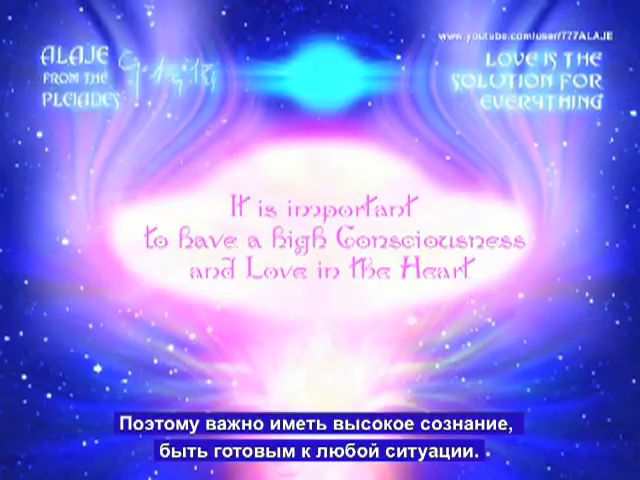 www.youtube.com/user/T77ALAJE
ALAJE
FROM THE
PLEIADES
LOVE IS THE
SOLUTION FOR
EVERYTHING
It is important
to have a high Consciousness
and Love in the Heart
Поэтому важно иметь высокое сознание,
быть готовым к любой ситуации.